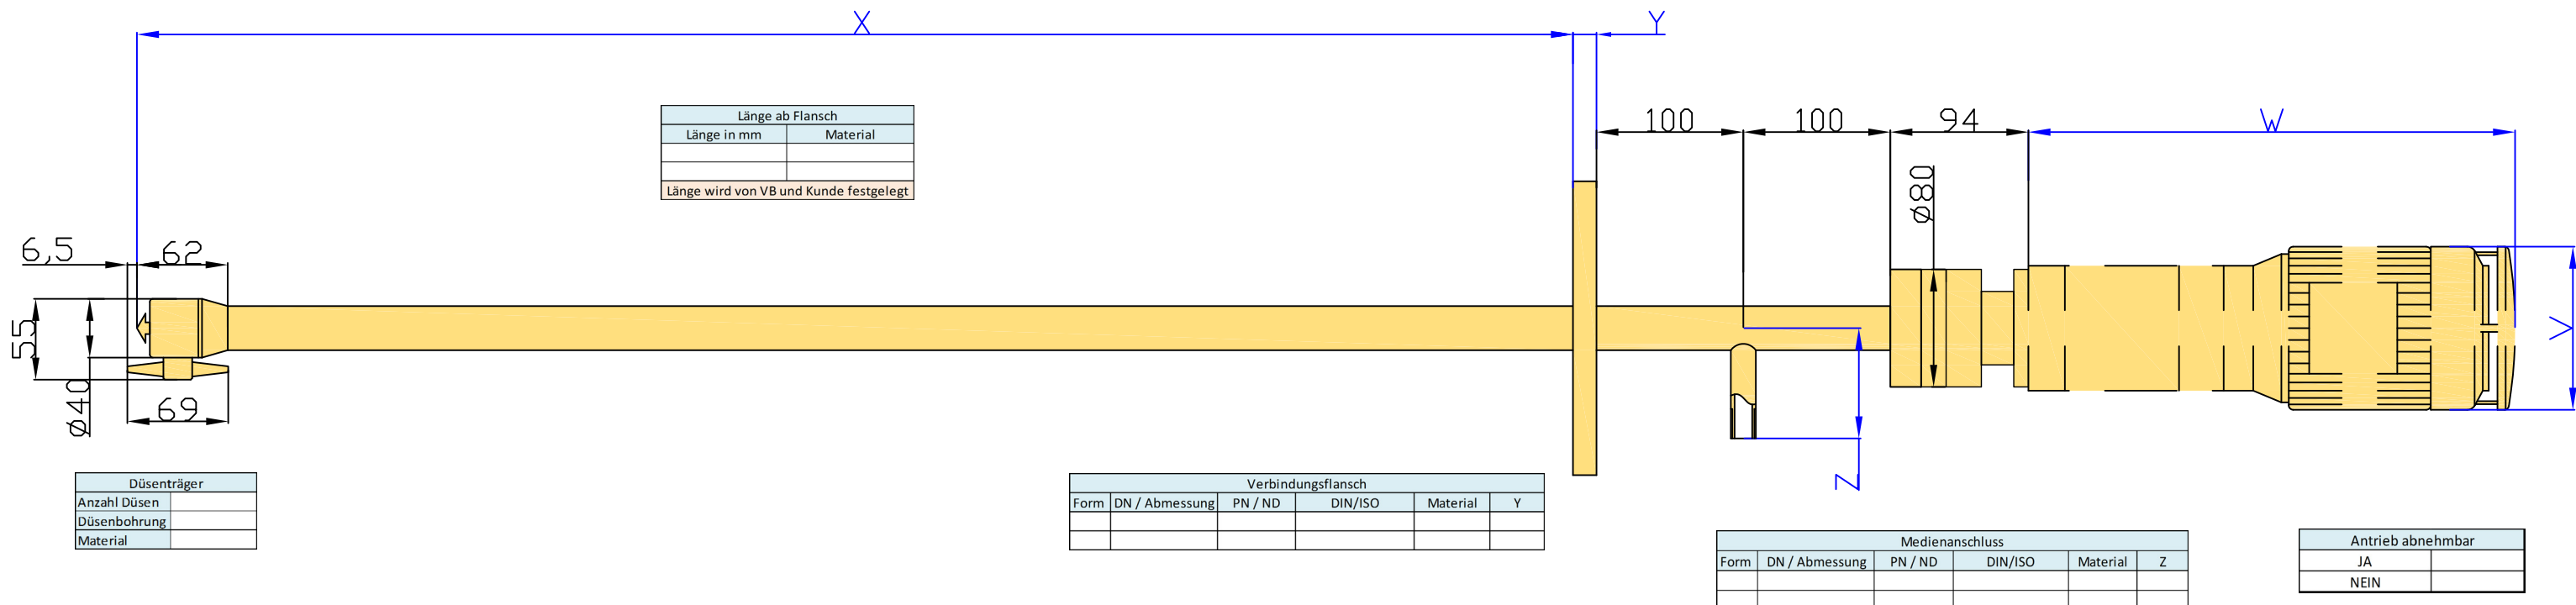 X
Y
Länge ab Flansch
Länge in mm Material
Länge wird von VB und Kunde festgelegt
100
100
94
W
ø80
6,5
62
55
ø40
69
V
Z
Düsenträger
Anzahl Düsen
Düsenbohrung
Material
Verbindungsflansch
Form DN / Abmessung PN / ND DIN/ISO Material Y
Medienanschluss
Form DN / Abmessung PN / ND DIN/ISO Material Z
Antrieb abnehmbar
JA
NEIN